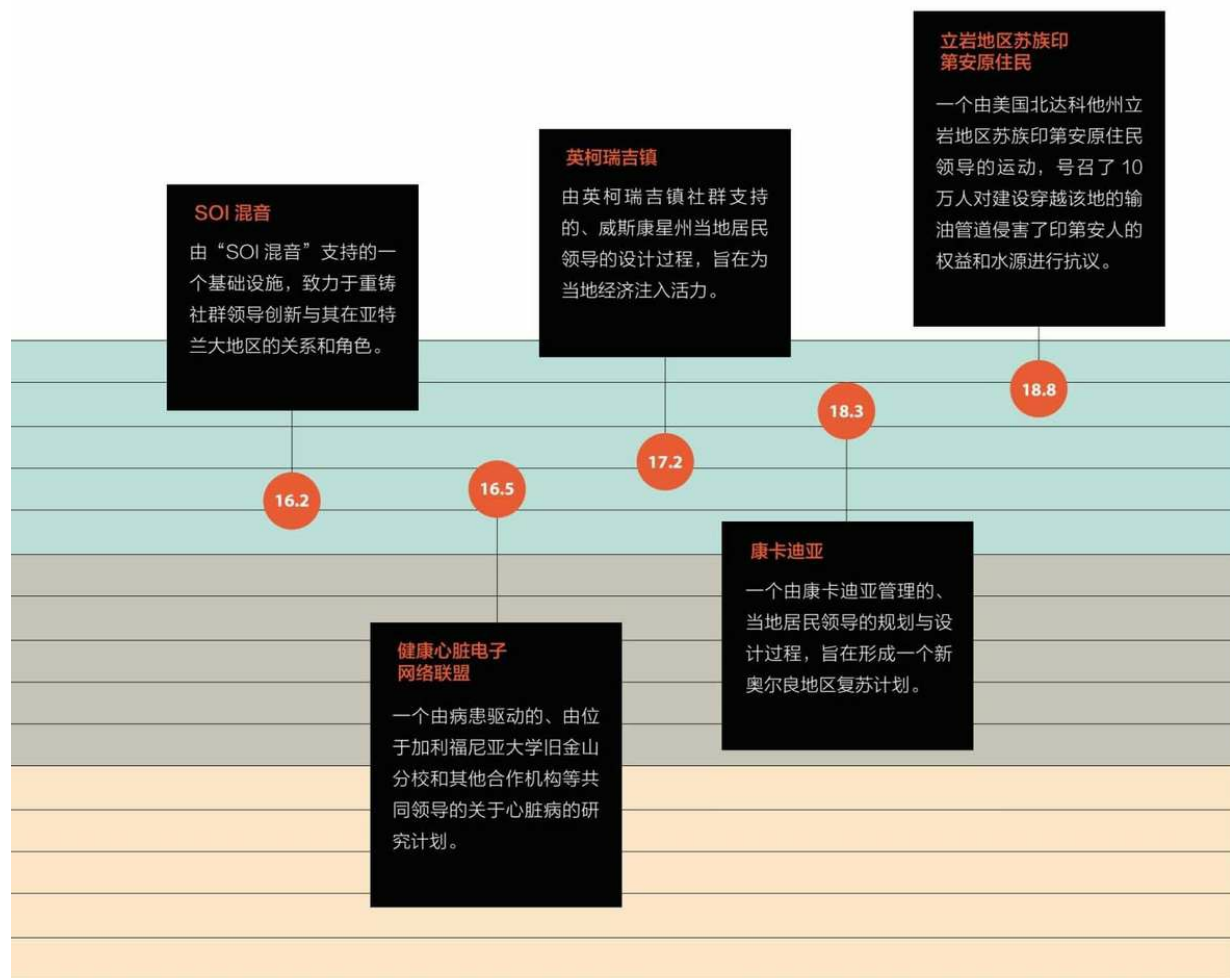 SOI 混音
由“SOI 混音”支持的一
个基础设施，致力于重铸
社群领导创新与其在亚特
兰大地区的关系和角色。
16.2
健康心脏电子
网络联盟
一个由病患驱动的、由位
于加利福尼亚大学旧金山
分校和其他合作机构等共
同领导的关于心脏病的研
究计划。
16.5
英柯瑞吉镇
由英柯瑞吉镇社群支持
的、威斯康星州当地居民
领导的设计过程，旨在为
当地经济注入活力。
17.2
康卡迪亚
一个由康卡迪亚管理的、
当地居民领导的规划与设
计过程，旨在形成一个新
奥尔良地区复苏计划。
18.3
立岩地区苏族印
第安原住民
一个由美国北达科他州立
岩地区苏族印第安原住民
领导的运动，号召了 10
万人对建设穿越该地的输
油管道侵害了印第安人的
权益和水源进行抗议。
18.8